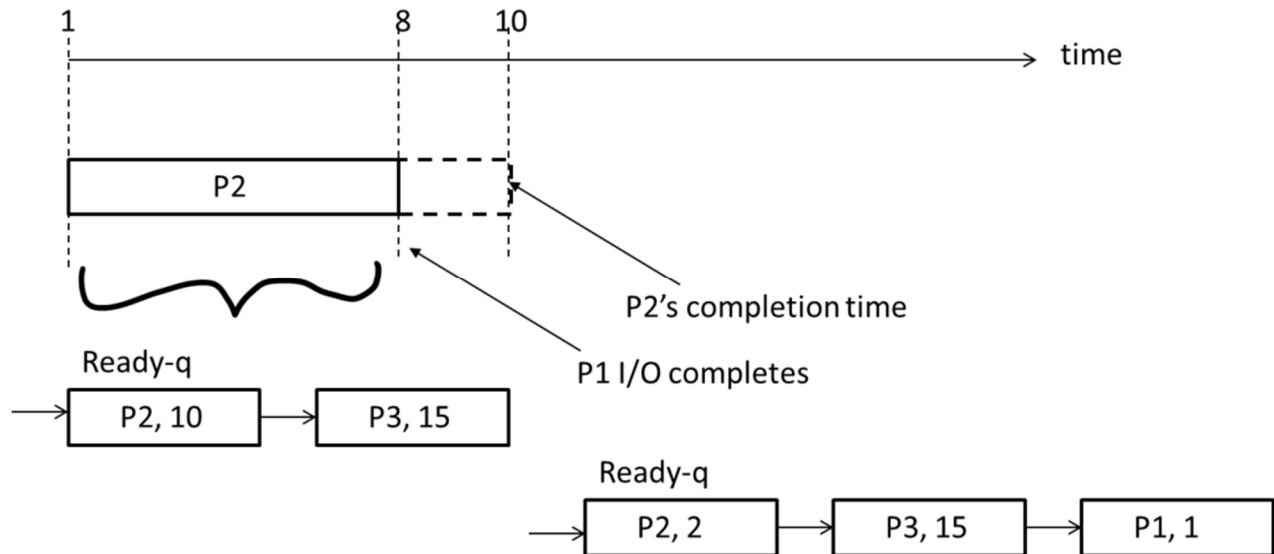 1 8 10
time
P2
P2's completion time
P1 I/O completes
Ready-q
P2, 10 P3, 15
Ready-q
P2, 2 P3, 15 P1, 1